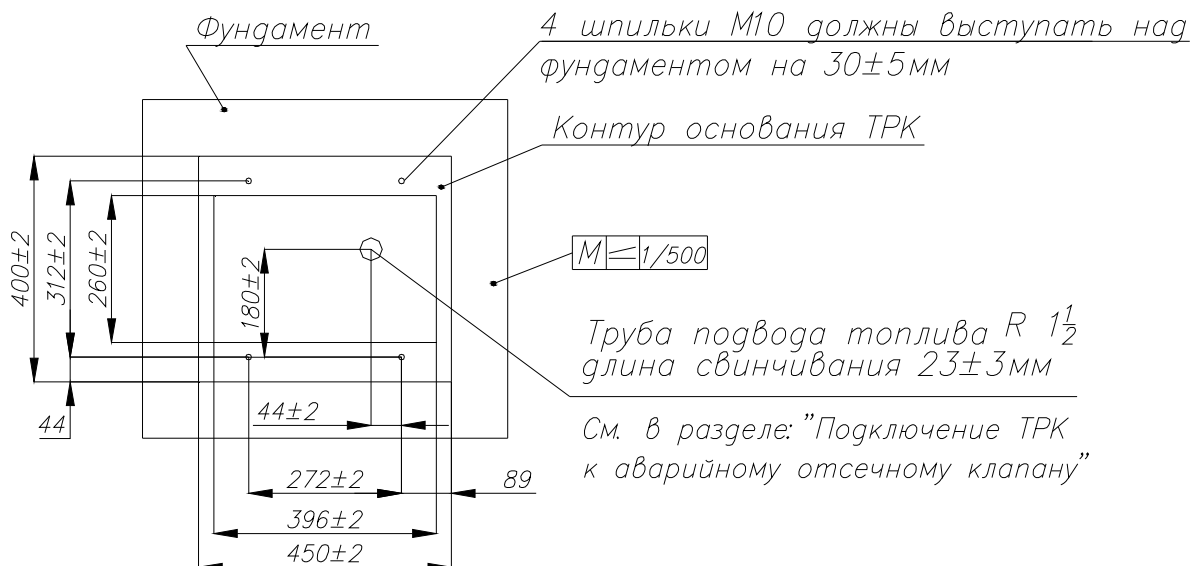 Фундамент
4 шпильки М10 должны выступать над
фундаментом на 30±5мм
Контур основания ТРК
400±2
312±2
260±2
180±2
М 1/500
Труба подвода топлива R 1 1/2
длина свинчивания 23±3мм
44
44±2
См. в разделе: "Подключение ТРК
к аварийному отсечному клапану"
272±2
89
396±2
450±2